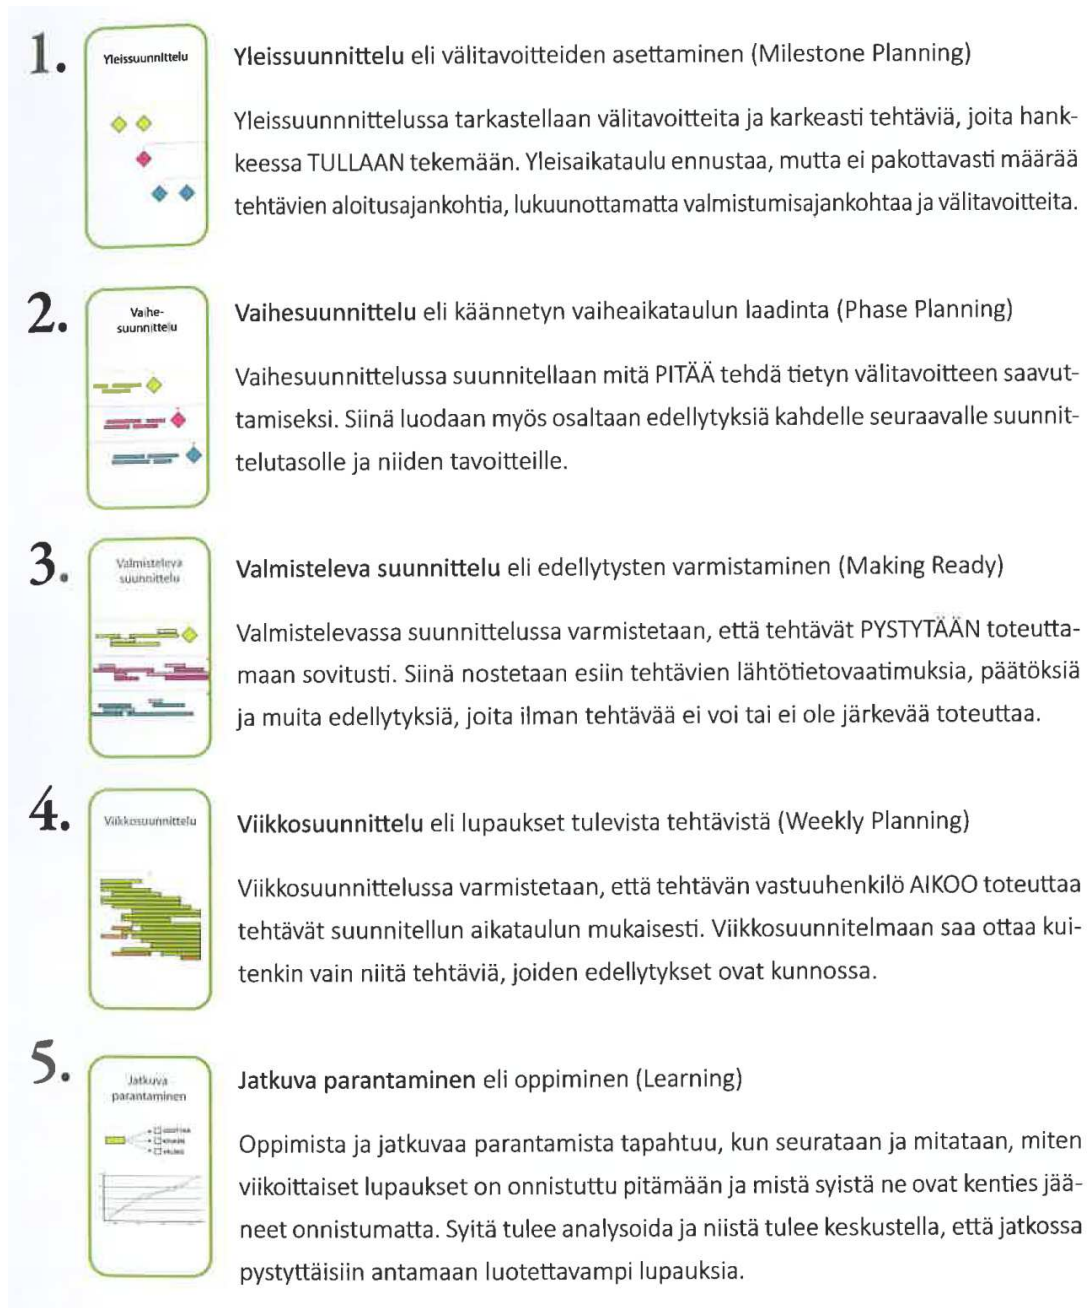 1.
Yleissuunnittelu
Yleissuunnittelu eli välitavoitteiden asettaminen (Milestone Planning)
Yleissuunnnittelussa tarkastellaan välitavoitteita ja karkeasti tehtäviä, joita hank-
keessa TULLAAN tekemään. Yleisaikataulu ennustaa, mutta ei pakottavasti määrää
tehtävien aloitusajankohtia, lukuunottamatta valmistumisajankohtaa ja välitavoitteita.
2.
Vaihe-
suunnittelu
Vaihesuunnittelu eli käännetyn vaiheaikataulun laadinta (Phase Planning)
Vaihesuunnittelussa suunnitellaan mitä PITÄÄ tehdä tietyn välitavoitteen saavut-
tamiseksi. Siinä luodaan myös osaltaan edellytyksiä kahdelle seuraavalle suunnit-
telutasolle ja niiden tavoitteille.
3.
Valmisteleva
suunnittelu
Valmisteleva suunnittelu eli edellytysten varmistaminen (Making Ready)
Valmistelevassa suunnittelussa varmistetaan, että tehtävät PYSTYTÄÄN toteutta-
maan sovitusti. Siinä nostetaan esiin tehtävien lähtötietovaatimuksia, päätöksiä
ja muita edellytyksiä, joita ilman tehtävää ei voi tai ei ole järkevää toteuttaa.
4.
Viikkosuunnittelu
Viikkosuunnittelu eli lupaukset tulevista tehtävistä (Weekly Planning)
Viikkosuunnittelussa varmistetaan, että tehtävän vastuuhenkilö AIKOO toteuttaa
tehtävät suunnitellun aikataulun mukaisesti. Viikkosuunnitelmaan saa ottaa kui-
tenkin vain niitä tehtäviä, joiden edellytykset ovat kunnossa.
5.
Jatkuva
parantaminen
Jatkuva parantaminen eli oppiminen (Learning)
Oppimista ja jatkuvaa parantamista tapahtuu, kun seurataan ja mitataan, miten
viikoittaiset lupaukset on onnistuttu pitämään ja mistä syistä ne ovat kenties jää-
neet onnistumatta. Syitä tulee analysoida ja niistä tulee keskustella, että jatkossa
pystyttäisiin antamaan luotettavampi lupauksia.